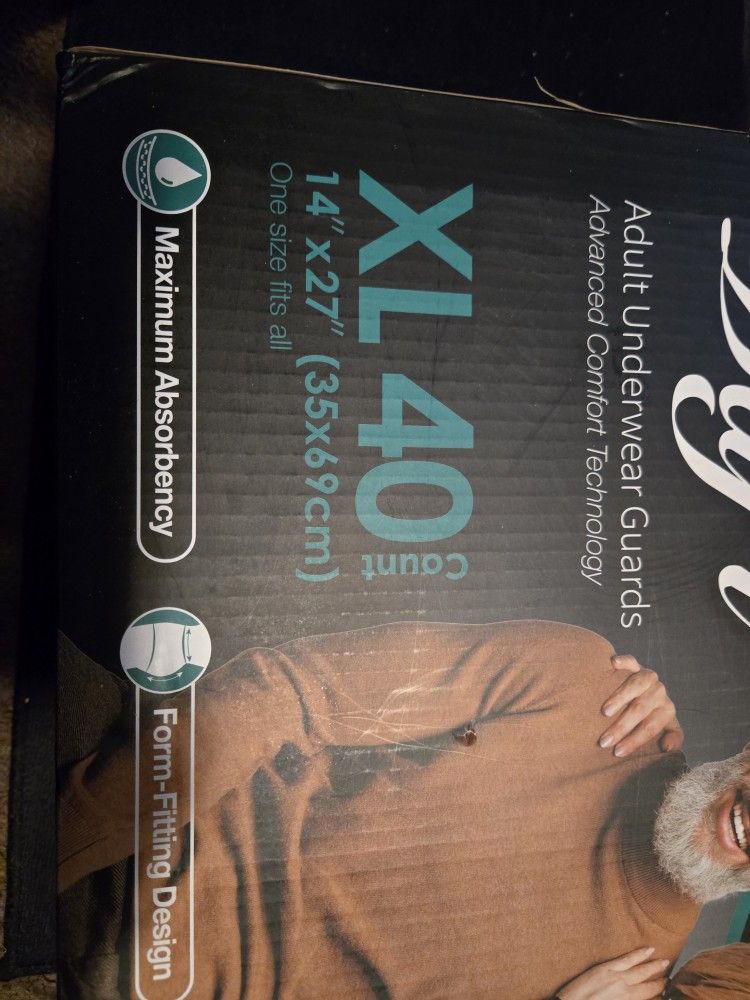 Adult Underwear Guards
Advanced Comfort Technology
XL 40 Count
14" x 27" (35x69cm)
One size fits all
Maximum Absorbency
Form-Fitting Design